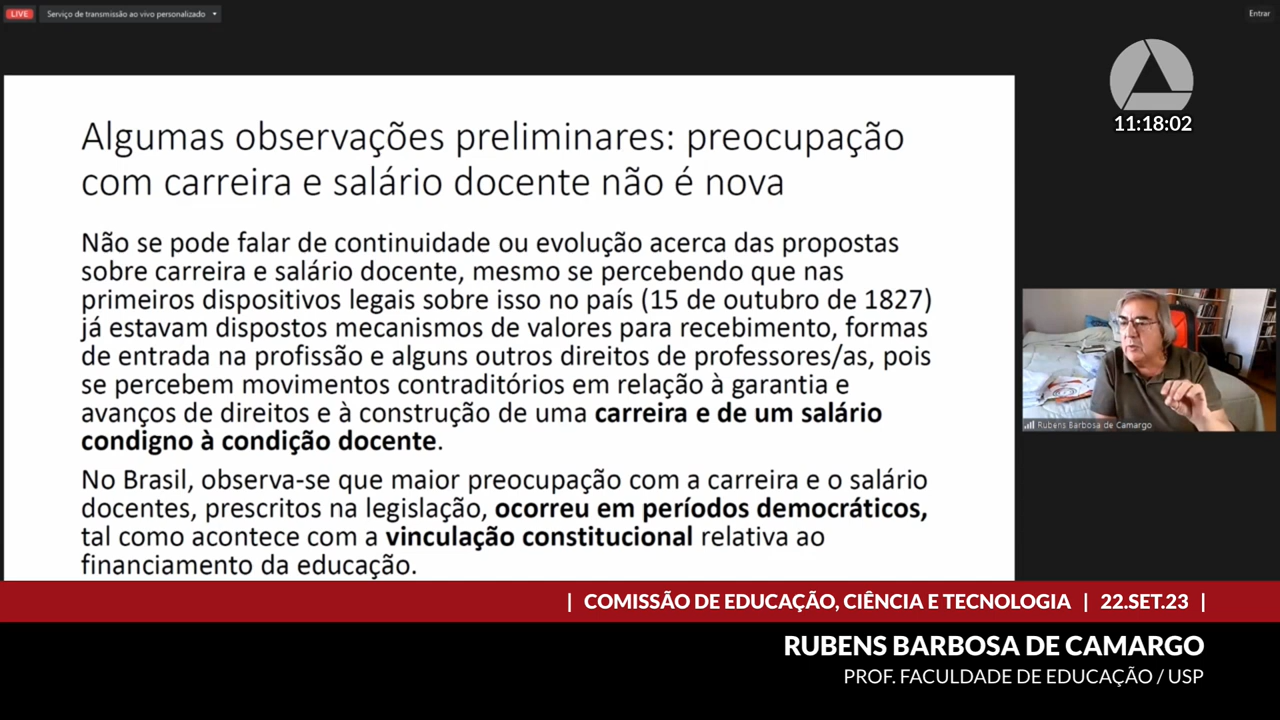 LIVE
Serviço de transmissão ao vivo personalizado
Entrar
11:18:02
Algumas observações preliminares: preocupação
com carreira e salário docente não é nova
Não se pode falar de continuidade ou evolução acerca das propostas
sobre carreira e salário docente, mesmo se percebendo que nas
primeiros dispositivos legais sobre isso no país (15 de outubro de 1827)
já estavam dispostos mecanismos de valores para recebimento, formas
de entrada na profissão e alguns outros direitos de professores/as, pois
se percebem movimentos contraditórios em relação à garantia e
avanços de direitos e à construção de uma carreira e de um salário
condigno à condição docente.
No Brasil, observa-se que maior preocupação com a carreira e o salário
docentes, prescritos na legislação, ocorreu em períodos democráticos,
tal como acontece com a vinculação constitucional relativa ao
financiamento da educação.
Rubens Barbosa de Camargo
| COMISSÃO DE EDUCAÇÃO, CIÊNCIA E TECNOLOGIA | 22.SET.23 |
RUBENS BARBOSA DE CAMARGO
PROF. FACULDADE DE EDUCAÇÃO / USP